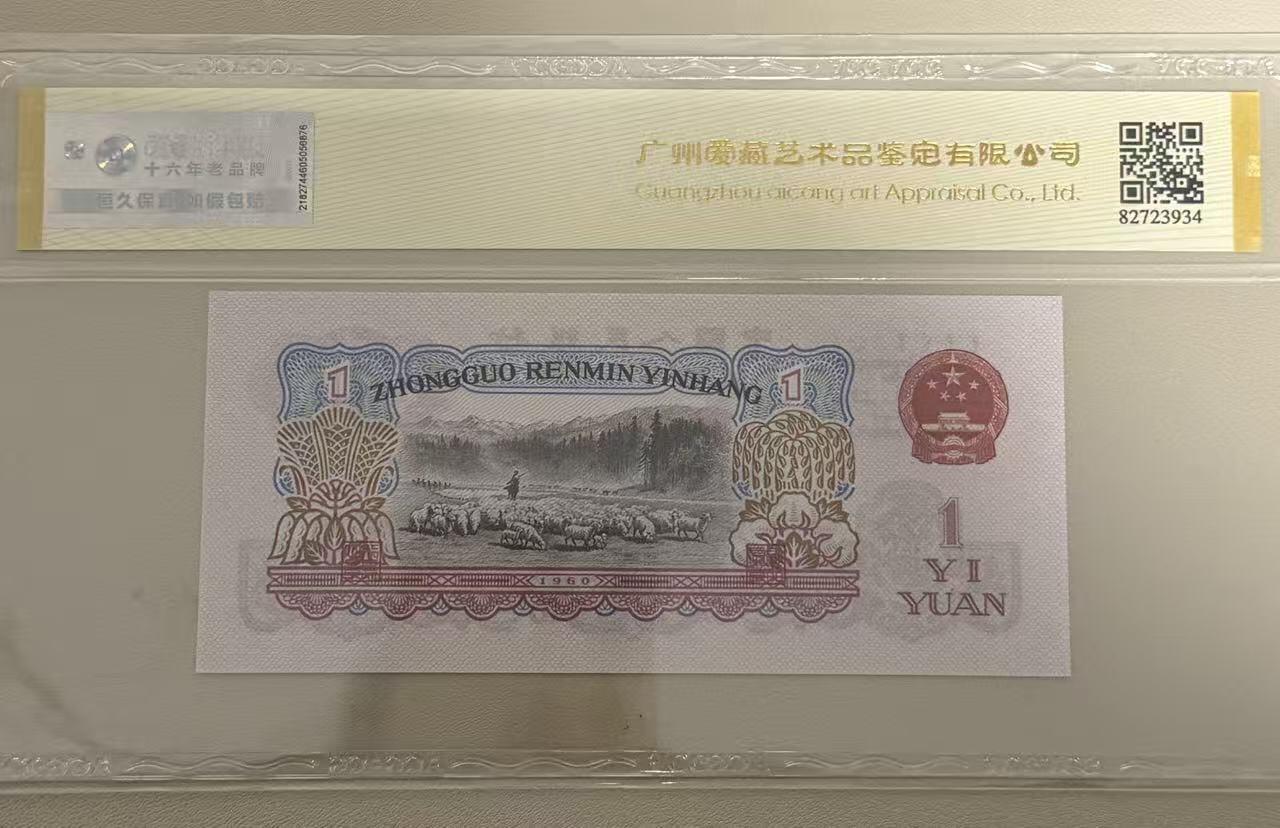 十六年老品牌
恒久保真 如假包赔
2182744605056876
广州爱藏艺术品鉴定有限公司
Guangzhou aicang art Appraisal Co., Ltd.
82723934
ZHONGGUO RENMIN YINHANG
1
1
1960
1
YI
YUAN